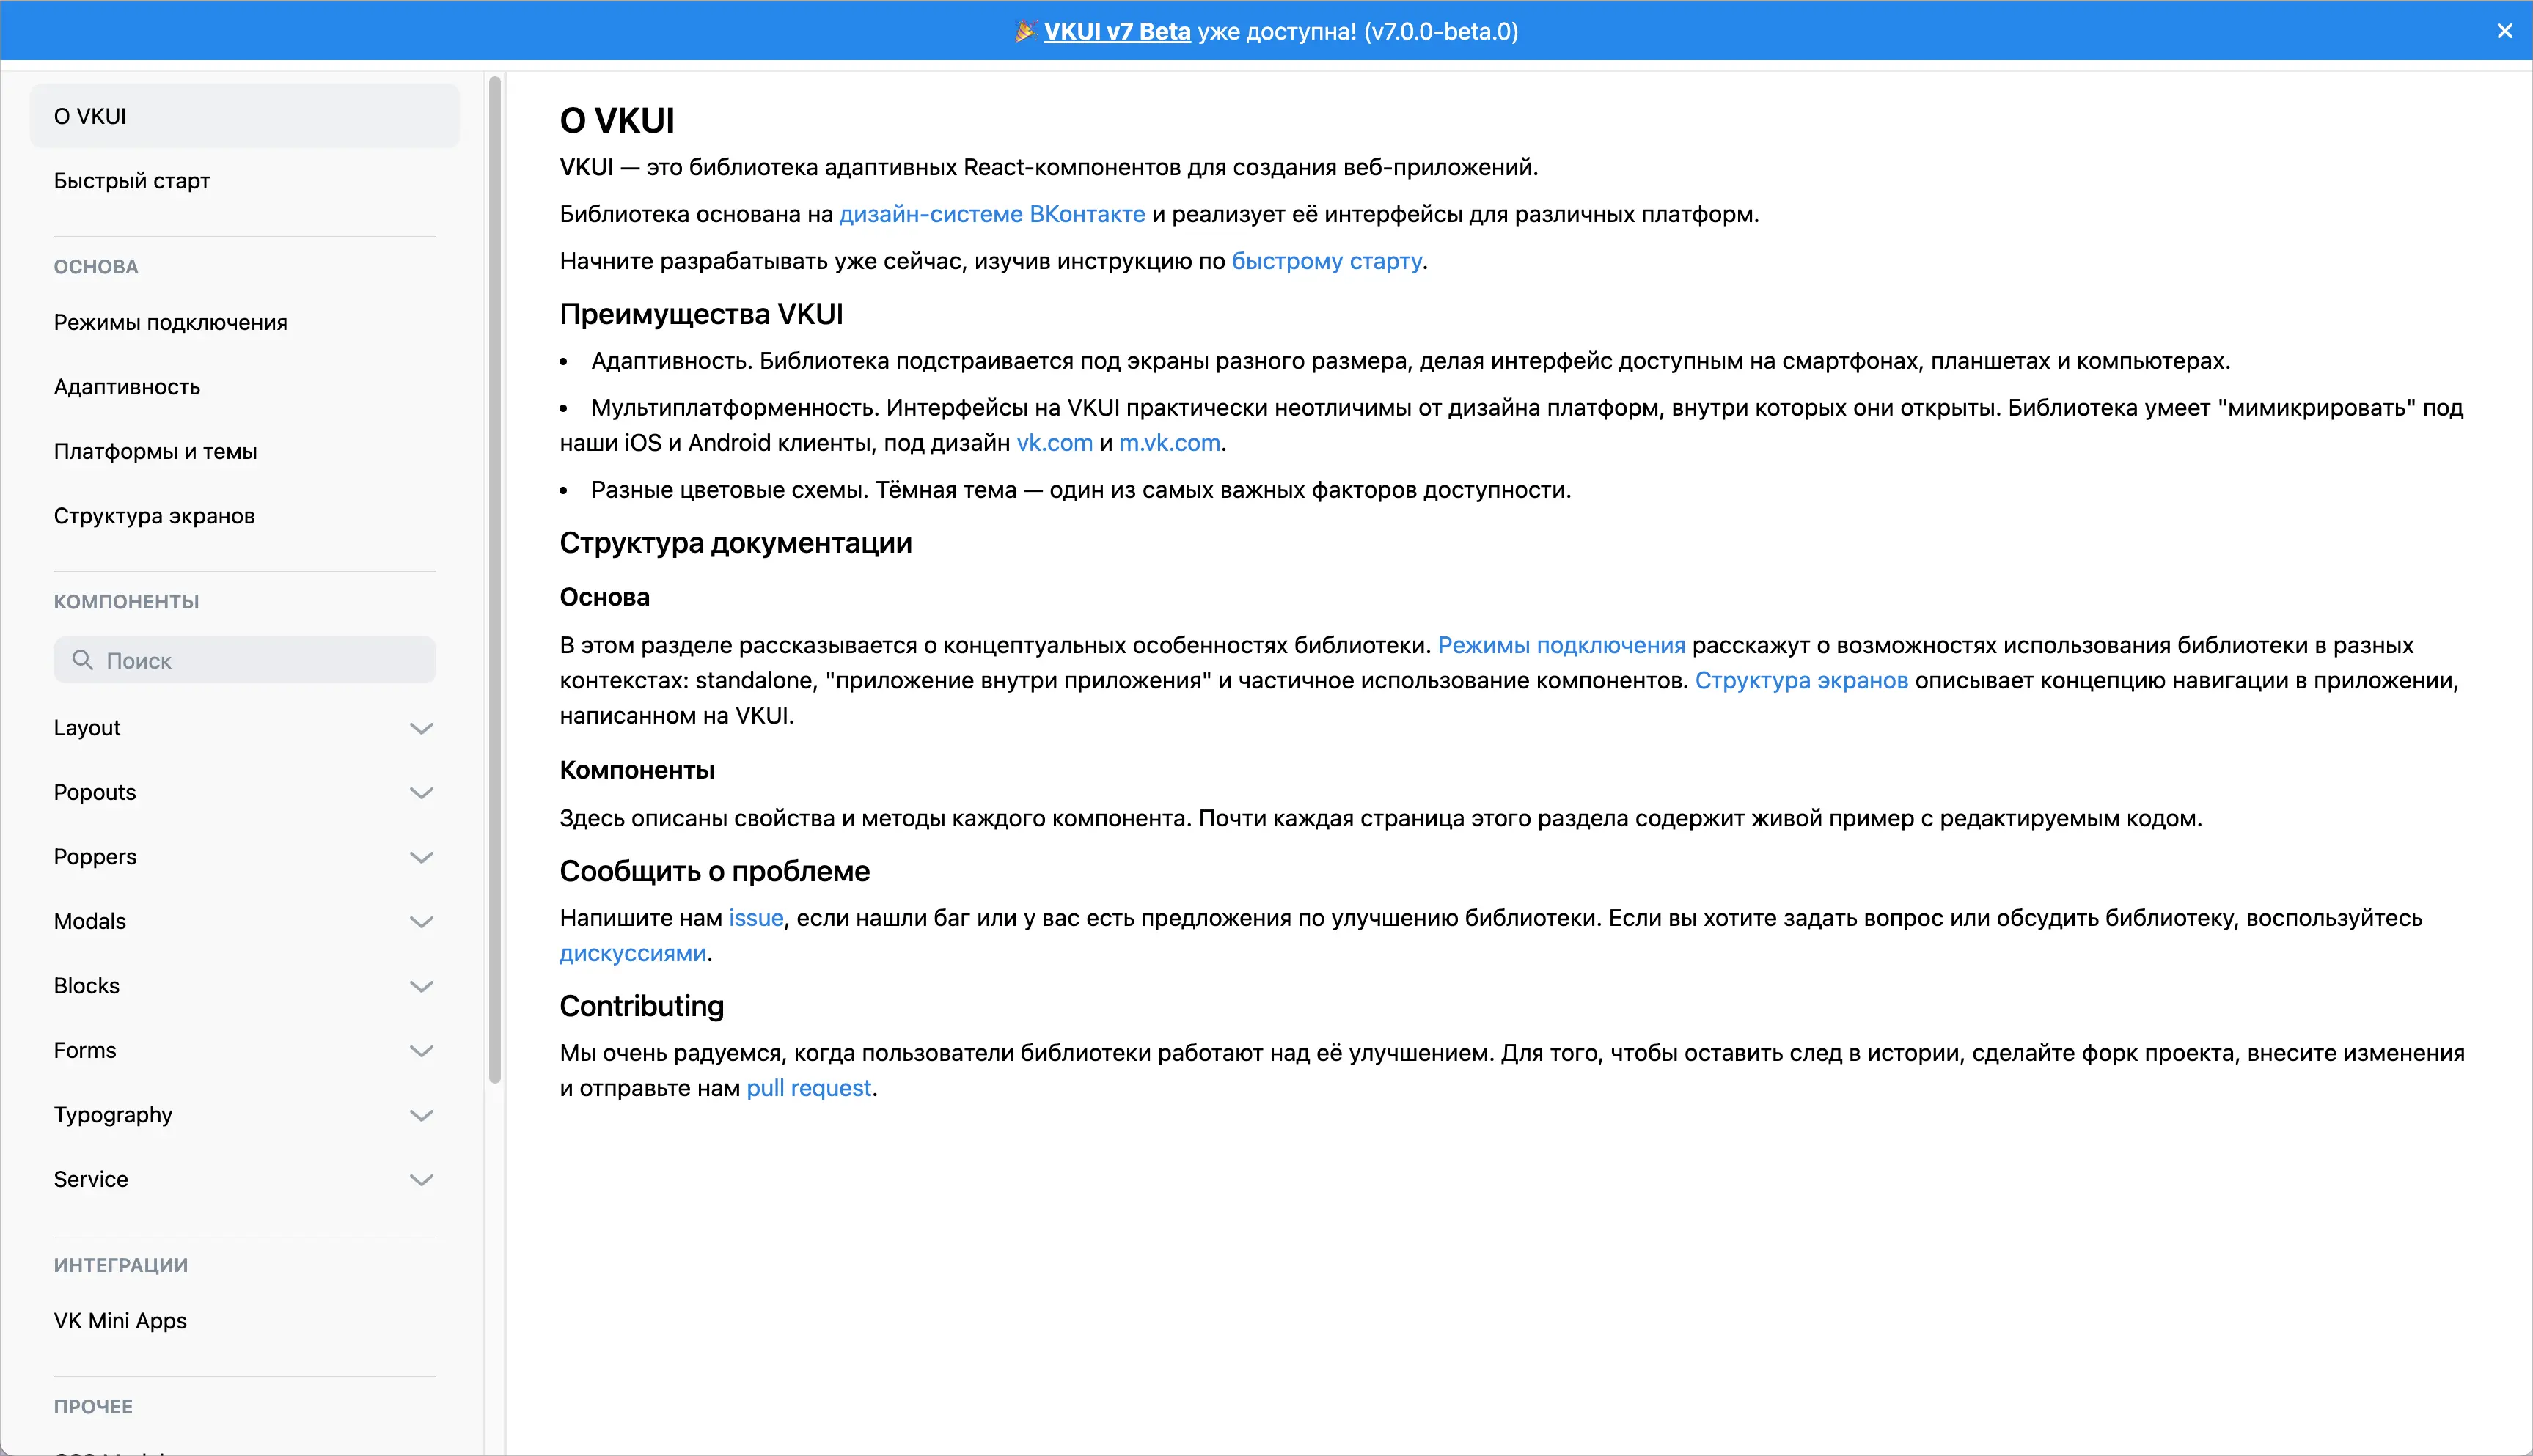 🎉 VKUI v7 Beta уже доступна! (v7.0.0-beta.0)
О VKUI
Быстрый старт
ОСНОВА
Режимы подключения
Адаптивность
Платформы и темы
Структура экранов
КОМПОНЕНТЫ
Поиск
Layout
Popouts
Poppers
Modals
Blocks
Forms
Typography
Service
ИНТЕГРАЦИИ
VK Mini Apps
ПРОЧЕЕ
О VKUI
VKUI — это библиотека адаптивных React-компонентов для создания веб-приложений.
Библиотека основана на дизайн-системе ВКонтакте и реализует её интерфейсы для различных платформ.
Начните разрабатывать уже сейчас, изучив инструкцию по быстрому старту.
Преимущества VKUI
• Адаптивность. Библиотека подстраивается под экраны разного размера, делая интерфейс доступным на смартфонах, планшетах и компьютерах.
• Мультиплатформенность. Интерфейсы на VKUI практически неотличимы от дизайна платформ, внутри которых они открыты. Библиотека умеет "мимикрировать" под
наши iOS и Android клиенты, под дизайн vk.com и m.vk.com.
• Разные цветовые схемы. Тёмная тема — один из самых важных факторов доступности.
Структура документации
Основа
В этом разделе рассказывается о концептуальных особенностях библиотеки. Режимы подключения расскажут о возможностях использования библиотеки в разных
контекстах: standalone, "приложение внутри приложения" и частичное использование компонентов. Структура экранов описывает концепцию навигации в приложении,
написанном на VKUI.
Компоненты
Здесь описаны свойства и методы каждого компонента. Почти каждая страница этого раздела содержит живой пример с редактируемым кодом.
Сообщить о проблеме
Напишите нам issue, если нашли баг или у вас есть предложения по улучшению библиотеки. Если вы хотите задать вопрос или обсудить библиотеку, воспользуйтесь
дискуссиями.
Contributing
Мы очень радуемся, когда пользователи библиотеки работают над её улучшением. Для того, чтобы оставить след в истории, сделайте форк проекта, внесите изменения
и отправьте нам pull request.